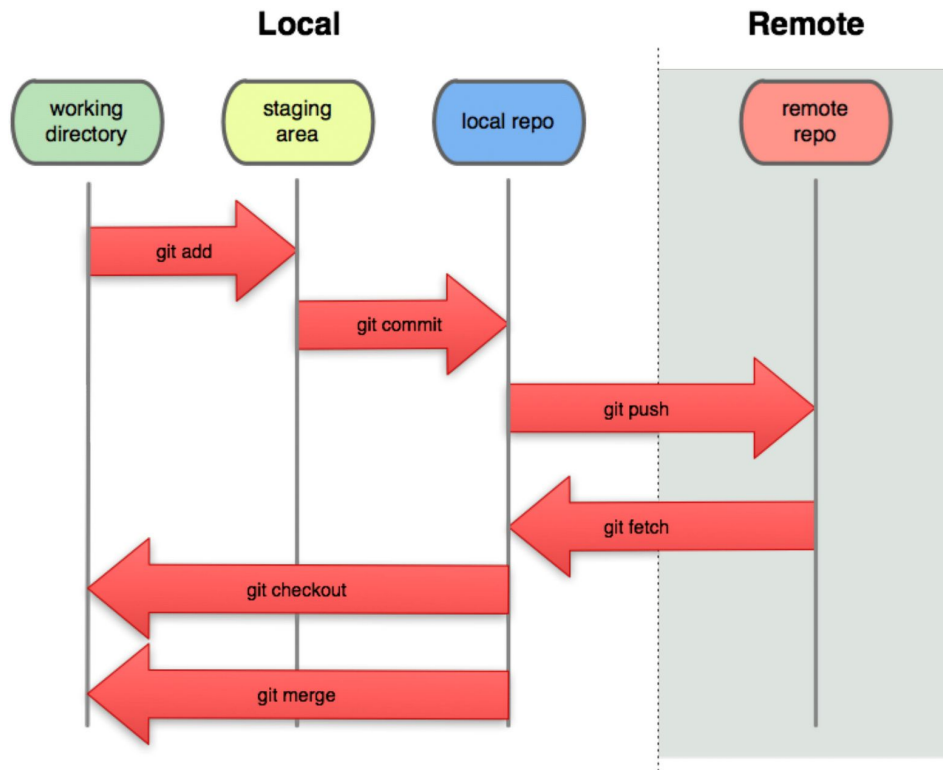 Local
Remote
working
directory
staging
area
local repo
remote
repo
git add
git commit
git push
git fetch
git checkout
git merge